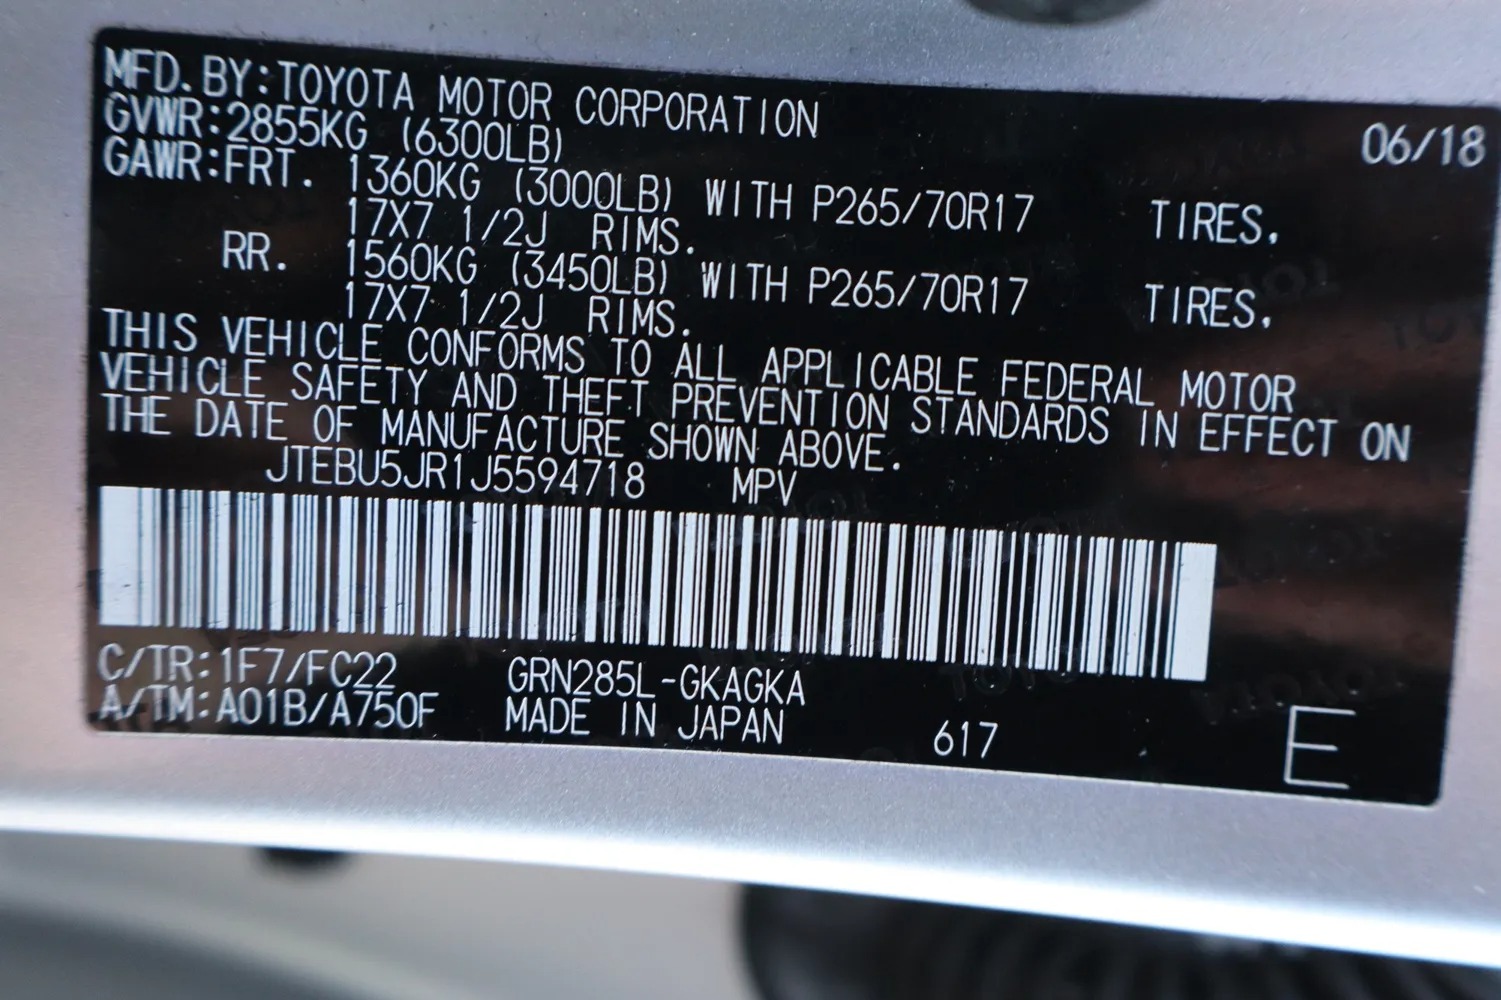 MFD. BY: TOYOTA MOTOR CORPORATION 06/18
GVWR: 2855KG (6300LB)
GAWR: FRT. 1360KG (3000LB) WITH P265/70R17 TIRES.
17X7 1/2J RIMS.
RR. 1560KG (3450LB) WITH P265/70R17 TIRES.
17X7 1/2J RIMS.
THIS VEHICLE CONFORMS TO ALL APPLICABLE FEDERAL MOTOR
VEHICLE SAFETY AND THEFT PREVENTION STANDARDS IN EFFECT ON
THE DATE OF MANUFACTURE SHOWN ABOVE.
JTEBU5JR1J5594718 MPV
C/TR: 1F7/FC22 GRN285L-GKAGKA
A/TM: A01B/A750F MADE IN JAPAN 617 E